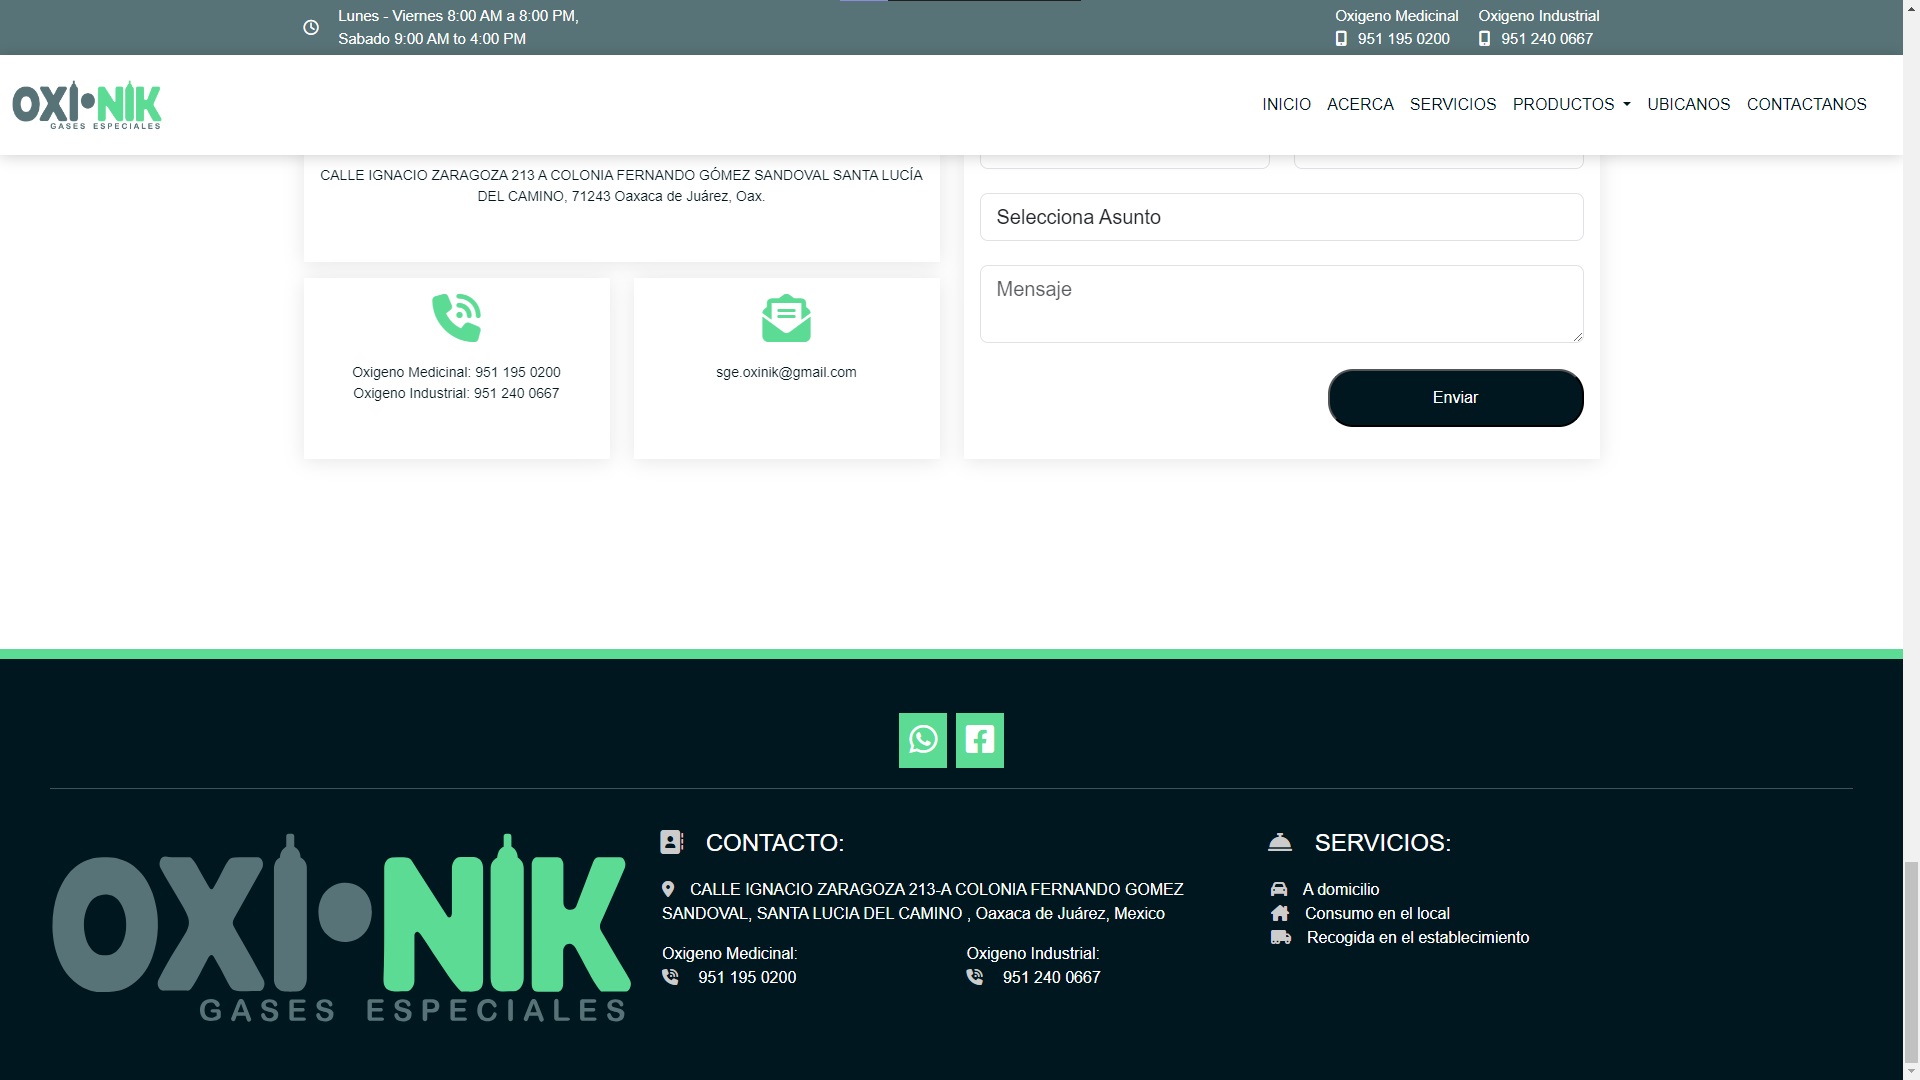 Lunes - Viernes 8:00 AM a 8:00 PM,
Sabado 9:00 AM to 4:00 PM
Oxigeno Medicinal
951 195 0200
Oxigeno Industrial
951 240 0667
OXI•NIK
GASES ESPECIALES
INICIO ACERCA SERVICIOS PRODUCTOS UBICANOS CONTACTANOS
CALLE IGNACIO ZARAGOZA 213 A COLONIA FERNANDO GÓMEZ SANDOVAL SANTA LUCÍA
DEL CAMINO, 71243 Oaxaca de Juárez, Oax.
Oxigeno Medicinal: 951 195 0200
Oxigeno Industrial: 951 240 0667
sge.oxinik@gmail.com
Selecciona Asunto
Mensaje
Enviar
OXI•NIK
GASES ESPECIALES
CONTACTO:
CALLE IGNACIO ZARAGOZA 213-A COLONIA FERNANDO GOMEZ
SANDOVAL, SANTA LUCIA DEL CAMINO , Oaxaca de Juárez, Mexico
Oxigeno Medicinal:
951 195 0200
Oxigeno Industrial:
951 240 0667
SERVICIOS:
A domicilio
Consumo en el local
Recogida en el establecimiento